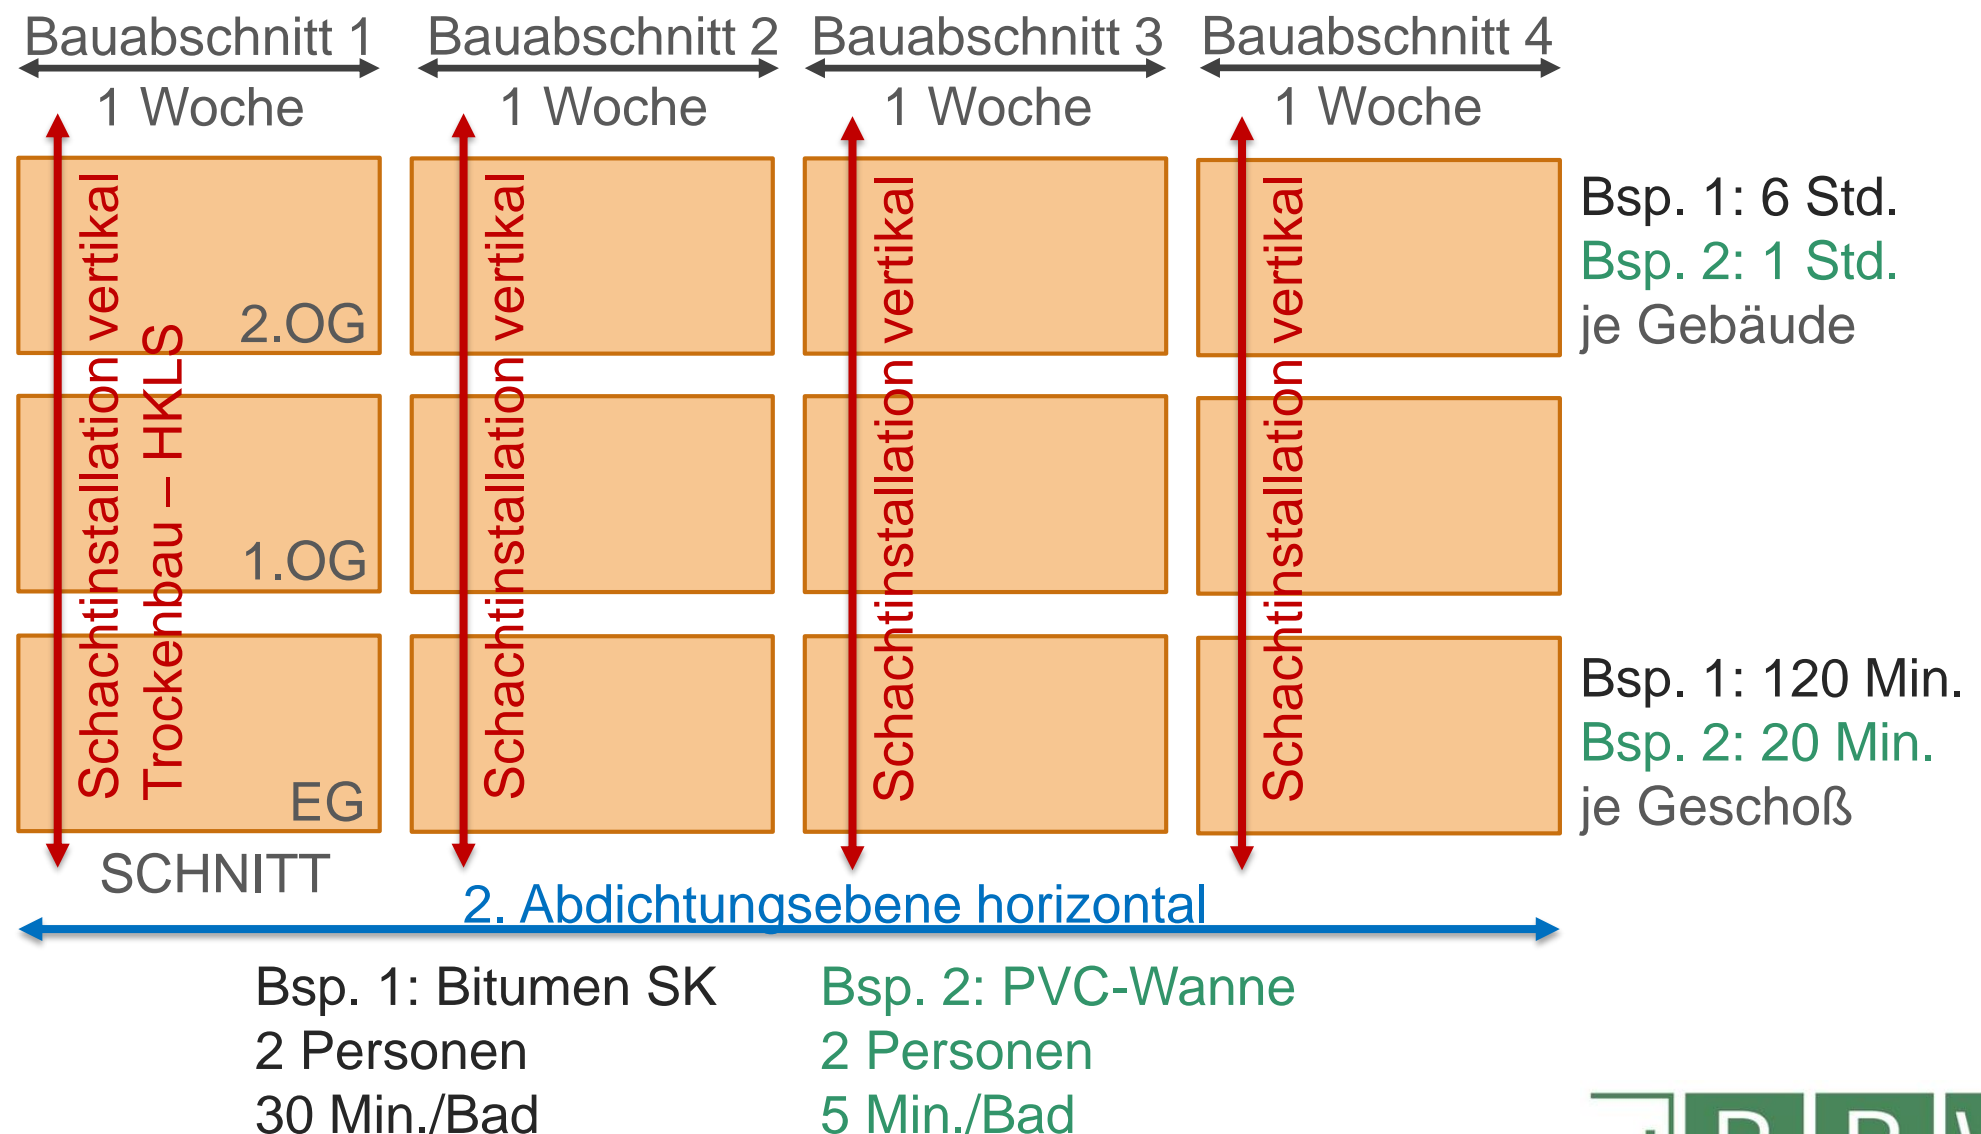 Bauabschnitt 1
Bauabschnitt 2
Bauabschnitt 3
Bauabschnitt 4
1 Woche
1 Woche
1 Woche
1 Woche
Schachtinstallation vertikal
Trockenbau – HKLS
Schachtinstallation vertikal
Schachtinstallation vertikal
Schachtinstallation vertikal
2.OG
1.OG
EG
Bsp. 1: 6 Std.
Bsp. 2: 1 Std.
je Gebäude
Bsp. 1: 120 Min.
Bsp. 2: 20 Min.
je Geschoß
SCHNITT
2. Abdichtungsebene horizontal
Bsp. 1: Bitumen SK
2 Personen
30 Min./Bad
Bsp. 2: PVC-Wanne
2 Personen
5 Min./Bad